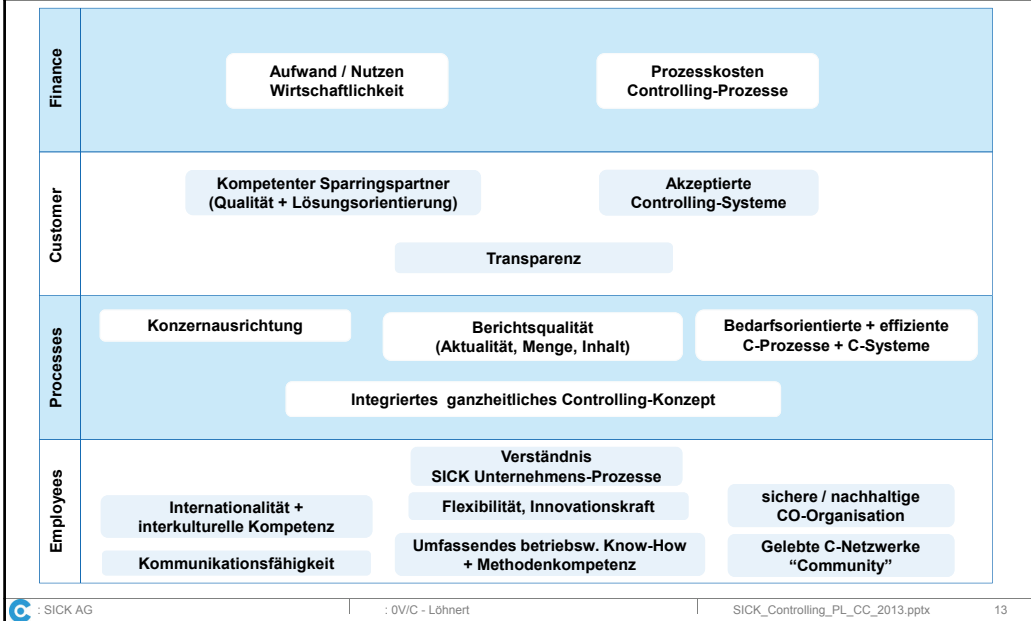 Finance
Aufwand / Nutzen
Wirtschaftlichkeit
Prozesskosten
Controlling-Prozesse
Customer
Kompetenter Sparringspartner
(Qualität + Lösungsorientierung)
Akzeptierte
Controlling-Systeme
Transparenz
Processes
Konzernausrichtung
Berichtsqualität
(Aktualität, Menge, Inhalt)
Bedarfsorientierte + effiziente
C-Prozesse + C-Systeme
Integriertes ganzheitliches Controlling-Konzept
Employees
Verständnis
SICK Unternehmens-Prozesse
Internationalität +
interkulturelle Kompetenz
Flexibilität, Innovationskraft
sichere / nachhaltige
CO-Organisation
Kommunikationsfähigkeit
Umfassendes betriebsw. Know-How
+ Methodenkompetenz
Gelebte C-Netzwerke
“Community”
: SICK AG
: 0V/C - Löhnert
SICK_Controlling_PL_CC_2013.pptx
13